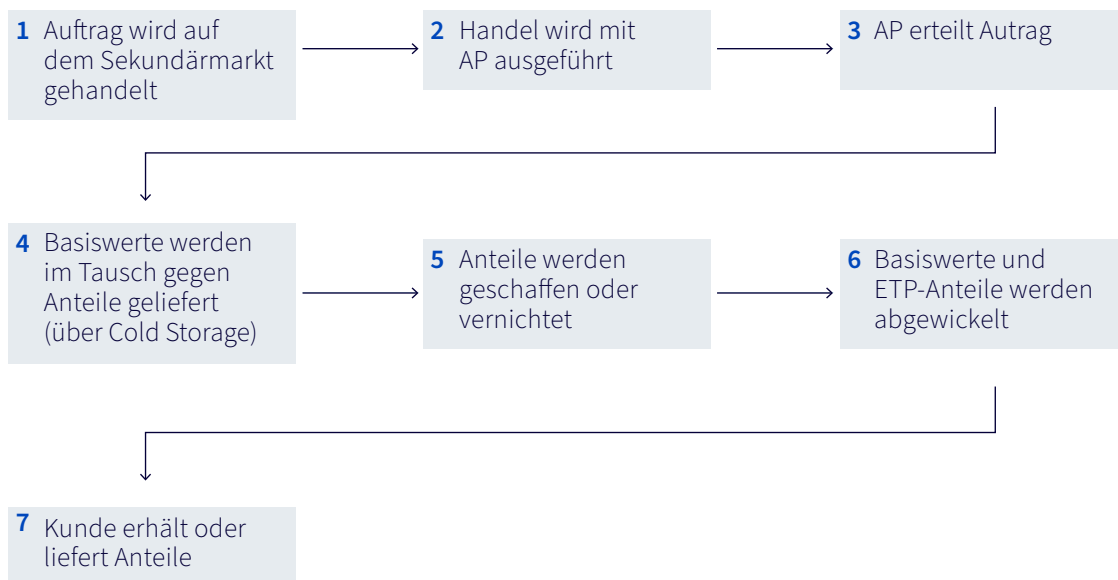 1 Auftrag wird auf
dem Sekundärmarkt
gehandelt
2 Handel wird mit
AP ausgeführt
3 AP erteilt Autrag
4 Basiswerte werden
im Tausch gegen
Anteile geliefert
(über Cold Storage)
5 Anteile werden
geschaffen oder
vernichtet
6 Basiswerte und
ETP-Anteile werden
abgewickelt
7 Kunde erhält oder
liefert Anteile